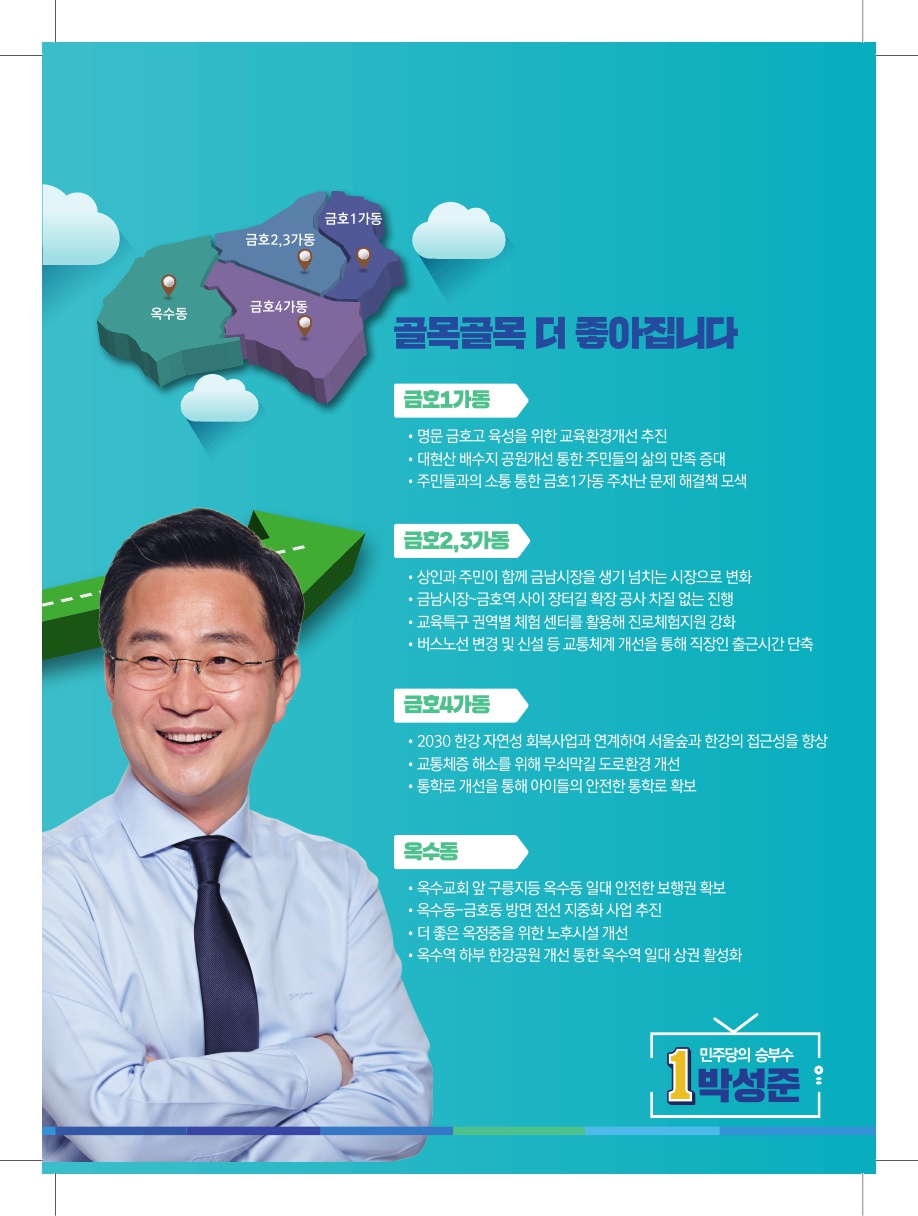 금호1가동
금호2,3가동
금호4가동
옥수동
골목골목 더 좋아집니다
금호1가동
• 명문 금호고 육성을 위한 교육환경개선 추진
• 대현산 배수지 공원개선 통한 주민들의 삶의 만족 증대
• 주민들과의 소통 통한 금호1가동 주차난 문제 해결책 모색
금호2,3가동
• 상인과 주민이 함께 금남시장을 생기 넘치는 시장으로 변화
• 금남시장~금호역 사이 장터길 확장 공사 차질 없는 진행
• 교육특구 권역별 체험 센터를 활용해 진로체험지원 강화
• 버스노선 변경 및 신설 등 교통체계 개선을 통해 직장인 출근시간 단축
금호4가동
• 2030 한강 자연성 회복사업과 연계하여 서울숲과 한강의 접근성을 향상
• 교통체증 해소를 위해 무쇠막길 도로환경 개선
• 통학로 개선을 통해 아이들의 안전한 통학로 확보
옥수동
• 옥수교회 앞 구릉지등 옥수동 일대 안전한 보행권 확보
• 옥수동-금호동 방면 전선 지중화 사업 추진
• 더 좋은 옥정중을 위한 노후시설 개선
• 옥수역 하부 한강공원 개선 통한 옥수역 일대 상권 활성화
민주당의 승부수
1 박성준